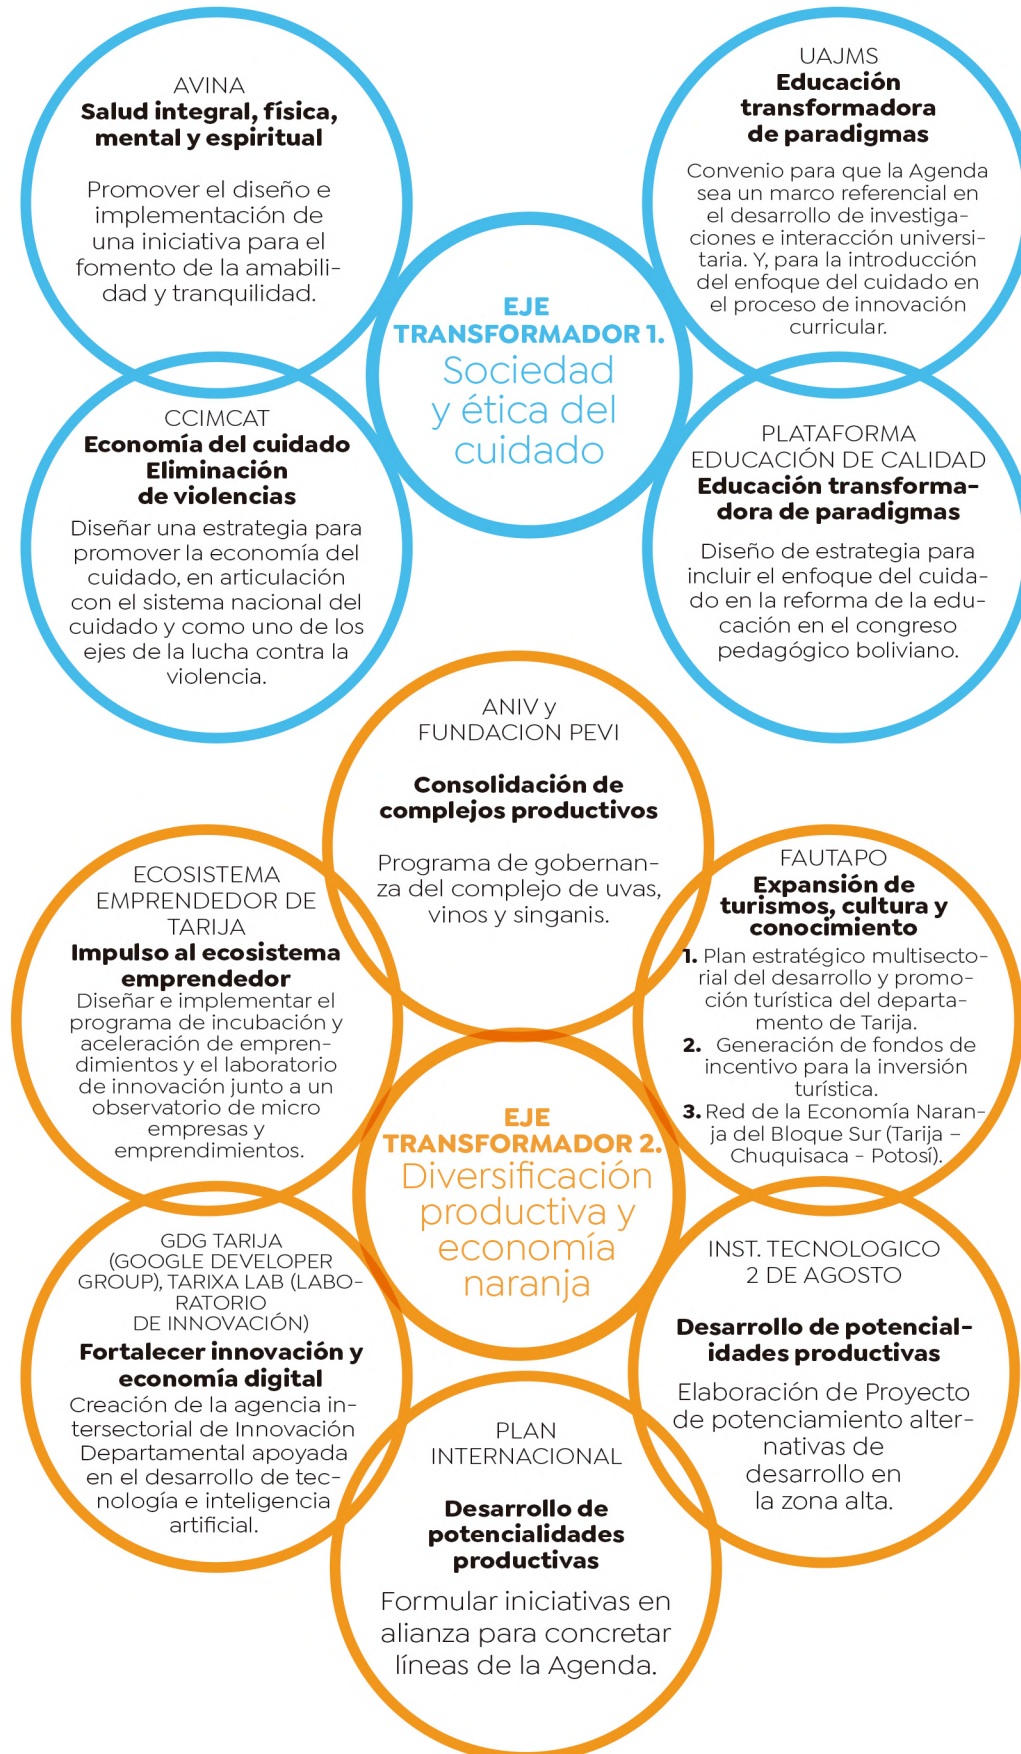 AVINA
Salud integral, física,
mental y espiritual
Promover el diseño e
implementación de
una iniciativa para el
fomento de la amabili-
dad y tranquilidad.
UAJMS
Educación
transformadora
de paradigmas
Convenio para que la Agenda
sea un marco referencial en
el desarrollo de investiga-
ciones e interacción universi-
taria. Y, para la introducción
del enfoque del cuidado en
el proceso de innovación
curricular.
EJE
TRANSFORMADOR 1.
Sociedad
y ética del
cuidado
CCIMCAT
Economía del cuidado
Eliminación
de violencias
Diseñar una estrategia para
promover la economía del
cuidado, en articulación
con el sistema nacional del
cuidado y como uno de los
ejes de la lucha contra la
violencia.
PLATAFORMA
EDUCACIÓN DE CALIDAD
Educación transforma-
dora de paradigmas
Diseño de estrategia para
incluir el enfoque del cuida-
do en la reforma de la edu-
cación en el congreso
pedagógico boliviano.
ANIV y
FUNDACION PEVI
Consolidación de
complejos productivos
Programa de gobernan-
za del complejo de uvas,
vinos y singanis.
ECOSISTEMA
EMPRENDEDOR DE
TARIJA
Impulso al ecosistema
emprendedor
Diseñar e implementar el
programa de incubación y
aceleración de empren-
dimientos y el laboratorio
de innovación junto a un
observatorio de micro
empresas y
emprendimientos.
FAUTAPO
Expansión de
turismos, cultura y
conocimiento
1. Plan estratégico multisecto-
rial del desarrollo y promo-
ción turística del departa-
mento de Tarija.
2. Generación de fondos de
incentivo para la inversión
turística.
3. Red de la Economía Naran-
ja del Bloque Sur (Tarija –
Chuquisaca – Potosí).
EJE
TRANSFORMADOR 2.
Diversificación
productiva y
economía
naranja
GDG TARIJA
(GOOGLE DEVELOPER
GROUP), TARIXA LAB (LABO-
RATORIO
DE INNOVACIÓN)
Fortalecer innovación y
economía digital
Creación de la agencia in-
tersectorial de Innovación
Departamental apoyada
en el desarrollo de tec-
nología e inteligencia
artificial.
INST. TECNOLOGICO
2 DE AGOSTO
Desarrollo de potencial-
idades productivas
Elaboración de Proyecto
de potenciamiento alter-
nativas de
desarrollo en
la zona alta.
PLAN
INTERNACIONAL
Desarrollo de
potencialidades
productivas
Formular iniciativas en
alianza para concretar
líneas de la Agenda.